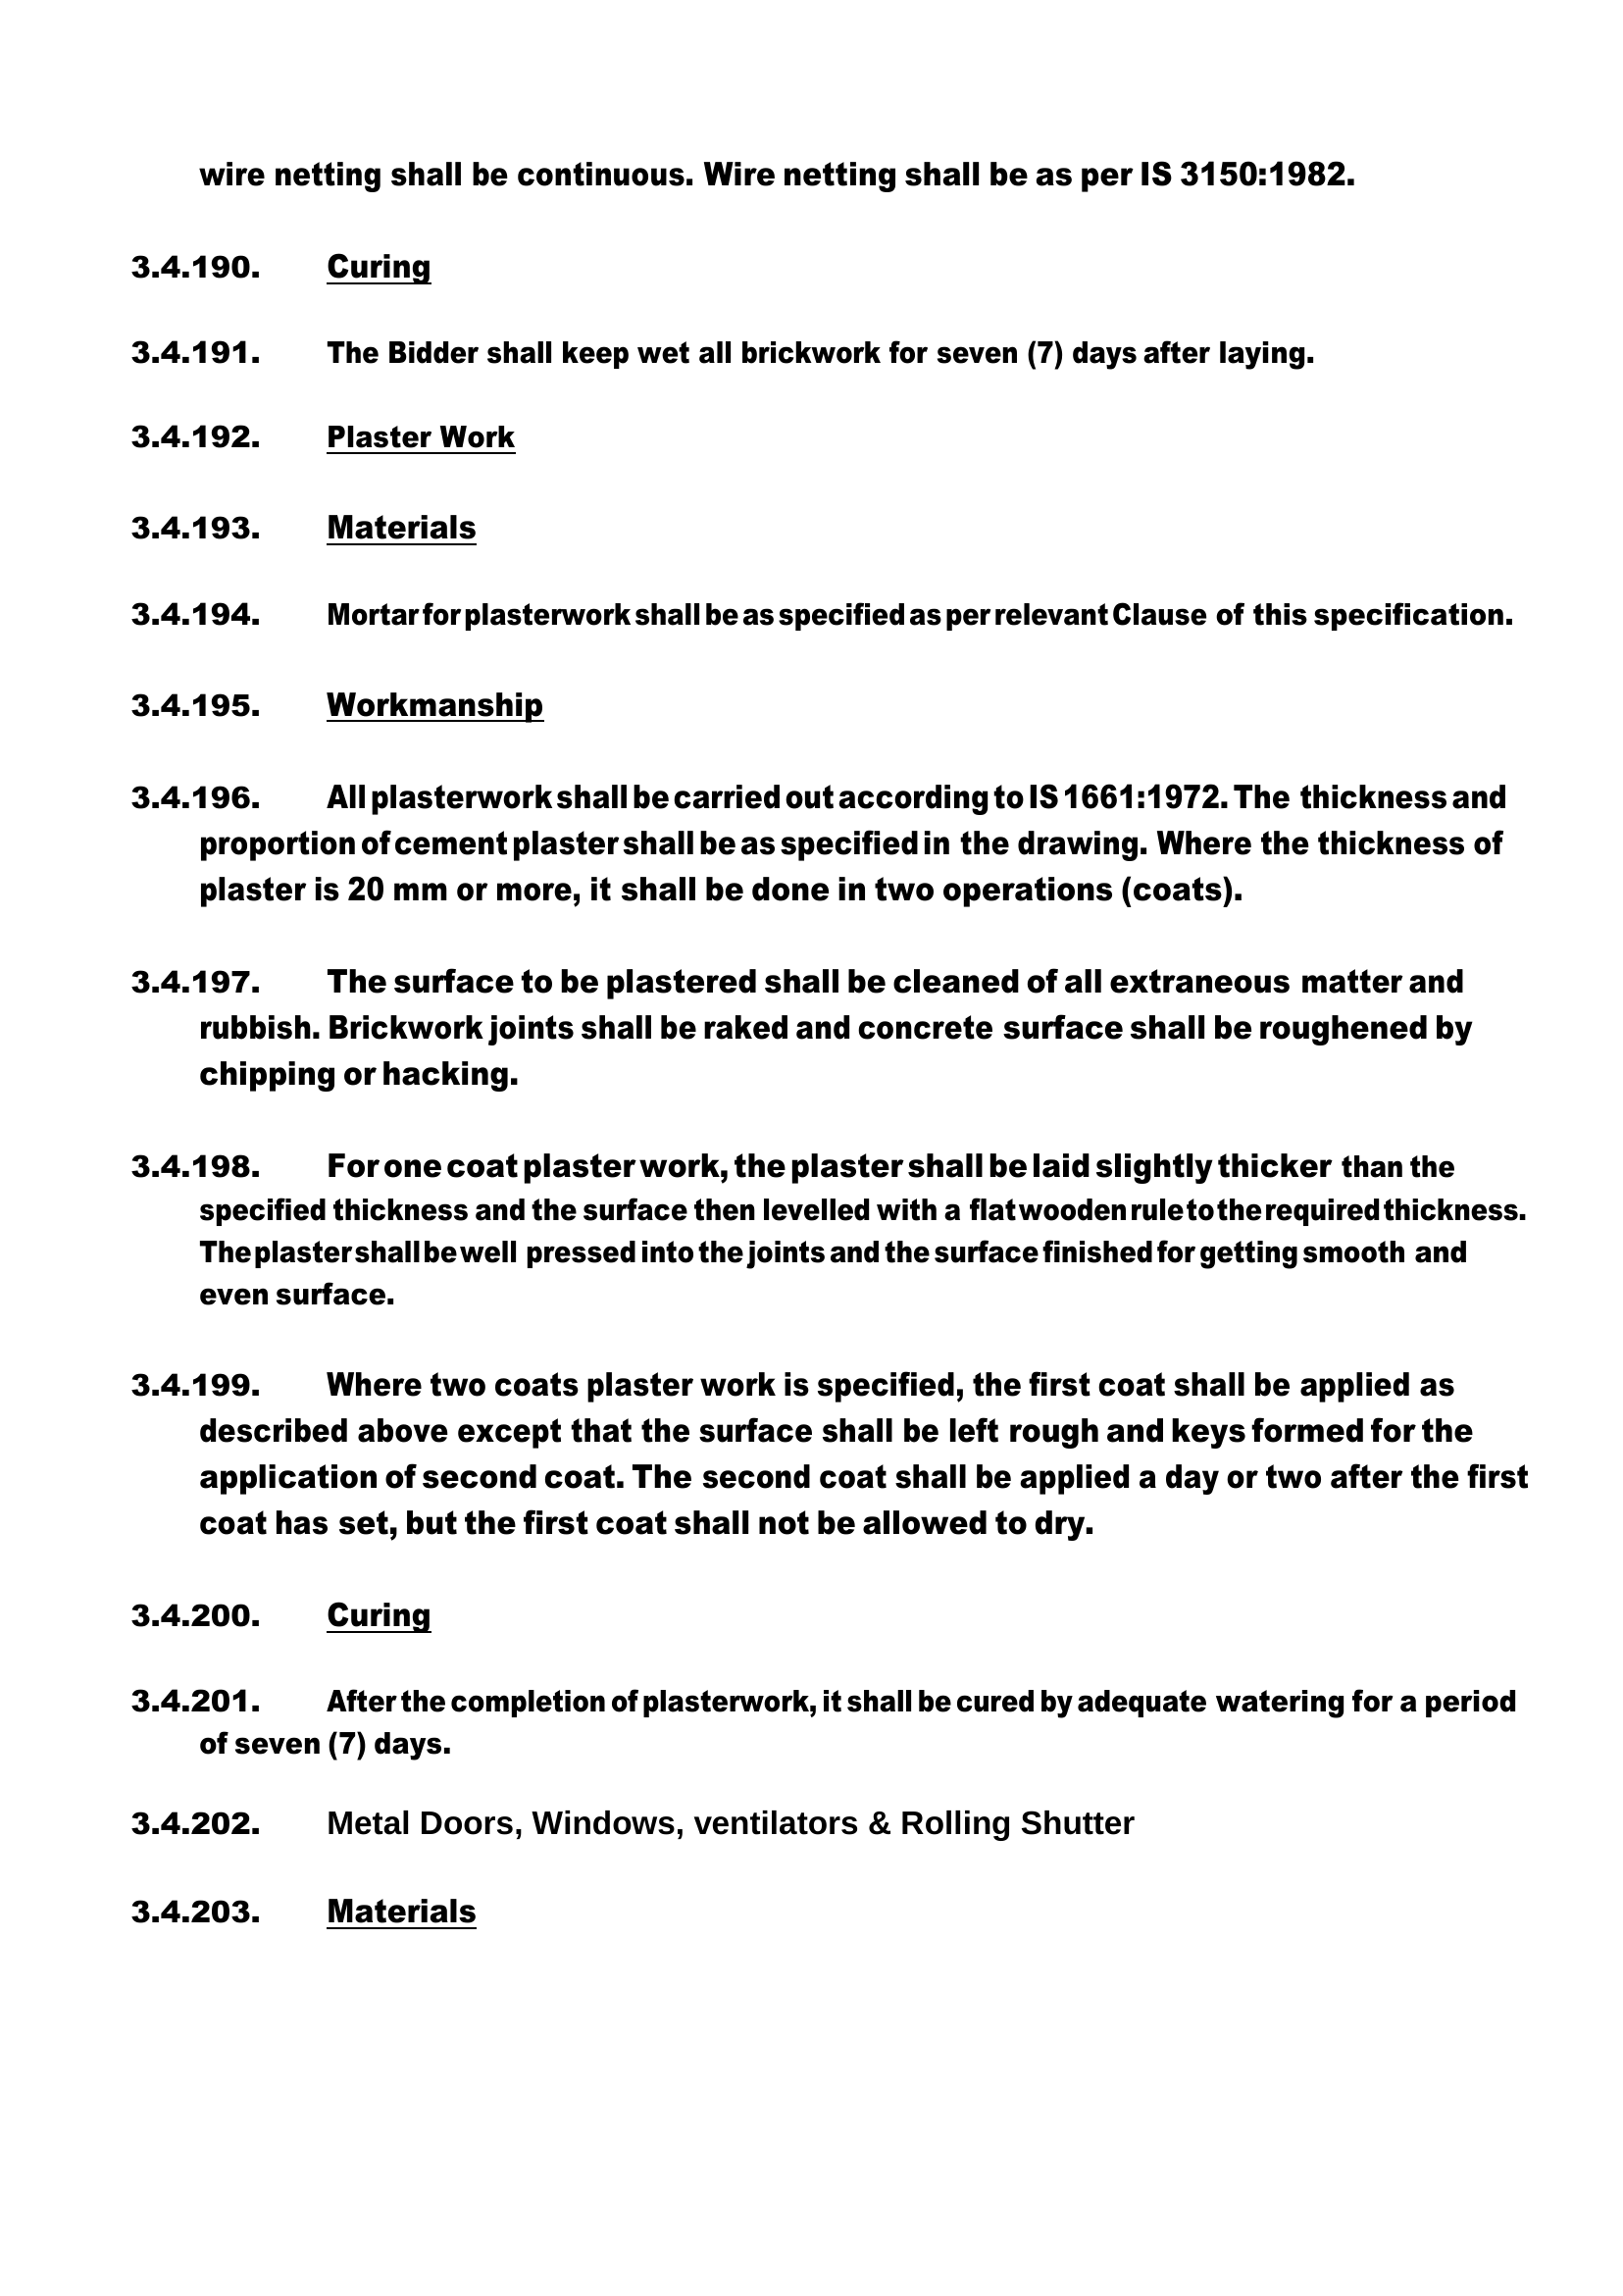 wire netting shall be continuous. Wire netting shall be as per IS 3150:1982.
3.4.190. Curing
3.4.191. The Bidder shall keep wet all brickwork for seven (7) days after laying.
3.4.192. Plaster Work
3.4.193. Materials
3.4.194. Mortar for plasterwork shall be as specified as per relevant Clause of this specification.
3.4.195. Workmanship
3.4.196. All plasterwork shall be carried out according to IS 1661:1972. The thickness and
proportion of cement plaster shall be as specified in the drawing. Where the thickness of
plaster is 20 mm or more, it shall be done in two operations (coats).
3.4.197. The surface to be plastered shall be cleaned of all extraneous matter and
rubbish. Brickwork joints shall be raked and concrete surface shall be roughened by
chipping or hacking.
3.4.198. For one coat plaster work, the plaster shall be laid slightly thicker than the
specified thickness and the surface then levelled with a flat wooden rule to the required thickness.
The plaster shall be well pressed into the joints and the surface finished for getting smooth and
even surface.
3.4.199. Where two coats plaster work is specified, the first coat shall be applied as
described above except that the surface shall be left rough and keys formed for the
application of second coat. The second coat shall be applied a day or two after the first
coat has set, but the first coat shall not be allowed to dry.
3.4.200. Curing
3.4.201. After the completion of plasterwork, it shall be cured by adequate watering for a period
of seven (7) days.
3.4.202. Metal Doors, Windows, ventilators & Rolling Shutter
3.4.203. Materials